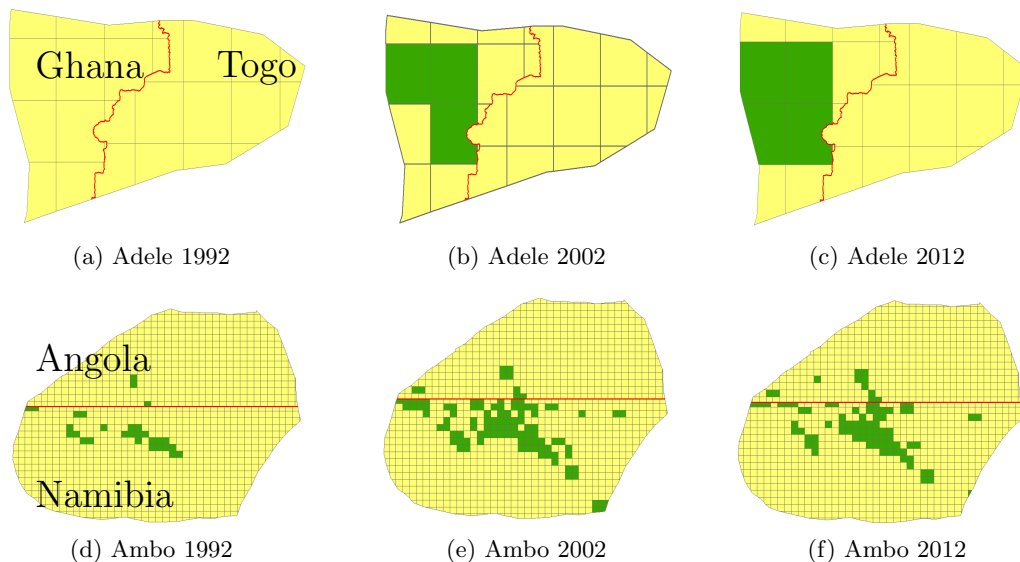 Ghana Togo
(a) Adele 1992
(b) Adele 2002
(c) Adele 2012
Angola
Namibia
(d) Ambo 1992
(e) Ambo 2002
(f) Ambo 2012